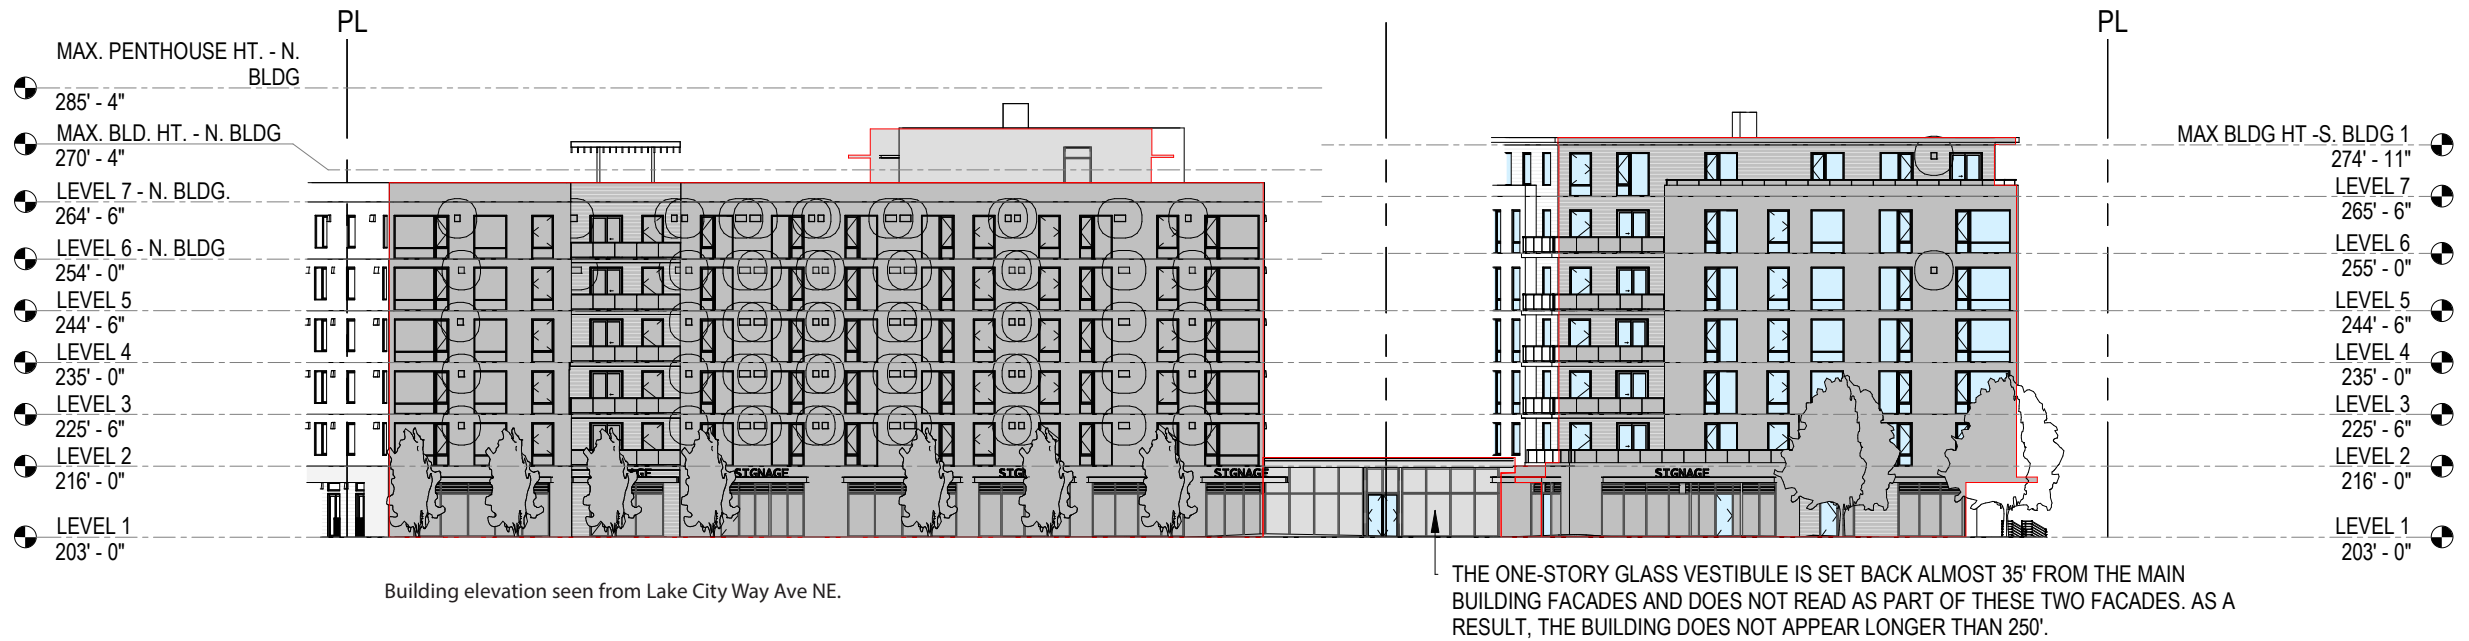 PL
PL
MAX. PENTHOUSE HT. - N.
BLDG
285' - 4"
MAX. BLD. HT. - N. BLDG
270' - 4"
LEVEL 7 - N. BLDG.
264' - 6"
LEVEL 6 - N. BLDG
254' - 0"
LEVEL 5
244' - 6"
LEVEL 4
235' - 0"
LEVEL 3
225' - 6"
LEVEL 2
216' - 0"
LEVEL 1
203' - 0"
GE
SIGNAGE
SIGN
SIGNAGE
SIGNAGE
MAX BLDG HT -S. BLDG 1
274' - 11"
LEVEL 7
265' - 6"
LEVEL 6
255' - 0"
LEVEL 5
244' - 6"
LEVEL 4
235' - 0"
LEVEL 3
225' - 6"
LEVEL 2
216' - 0"
LEVEL 1
203' - 0"
Building elevation seen from Lake City Way Ave NE.
THE ONE-STORY GLASS VESTIBULE IS SET BACK ALMOST 35' FROM THE MAIN
BUILDING FACADES AND DOES NOT READ AS PART OF THESE TWO FACADES. AS A
RESULT, THE BUILDING DOES NOT APPEAR LONGER THAN 250'.